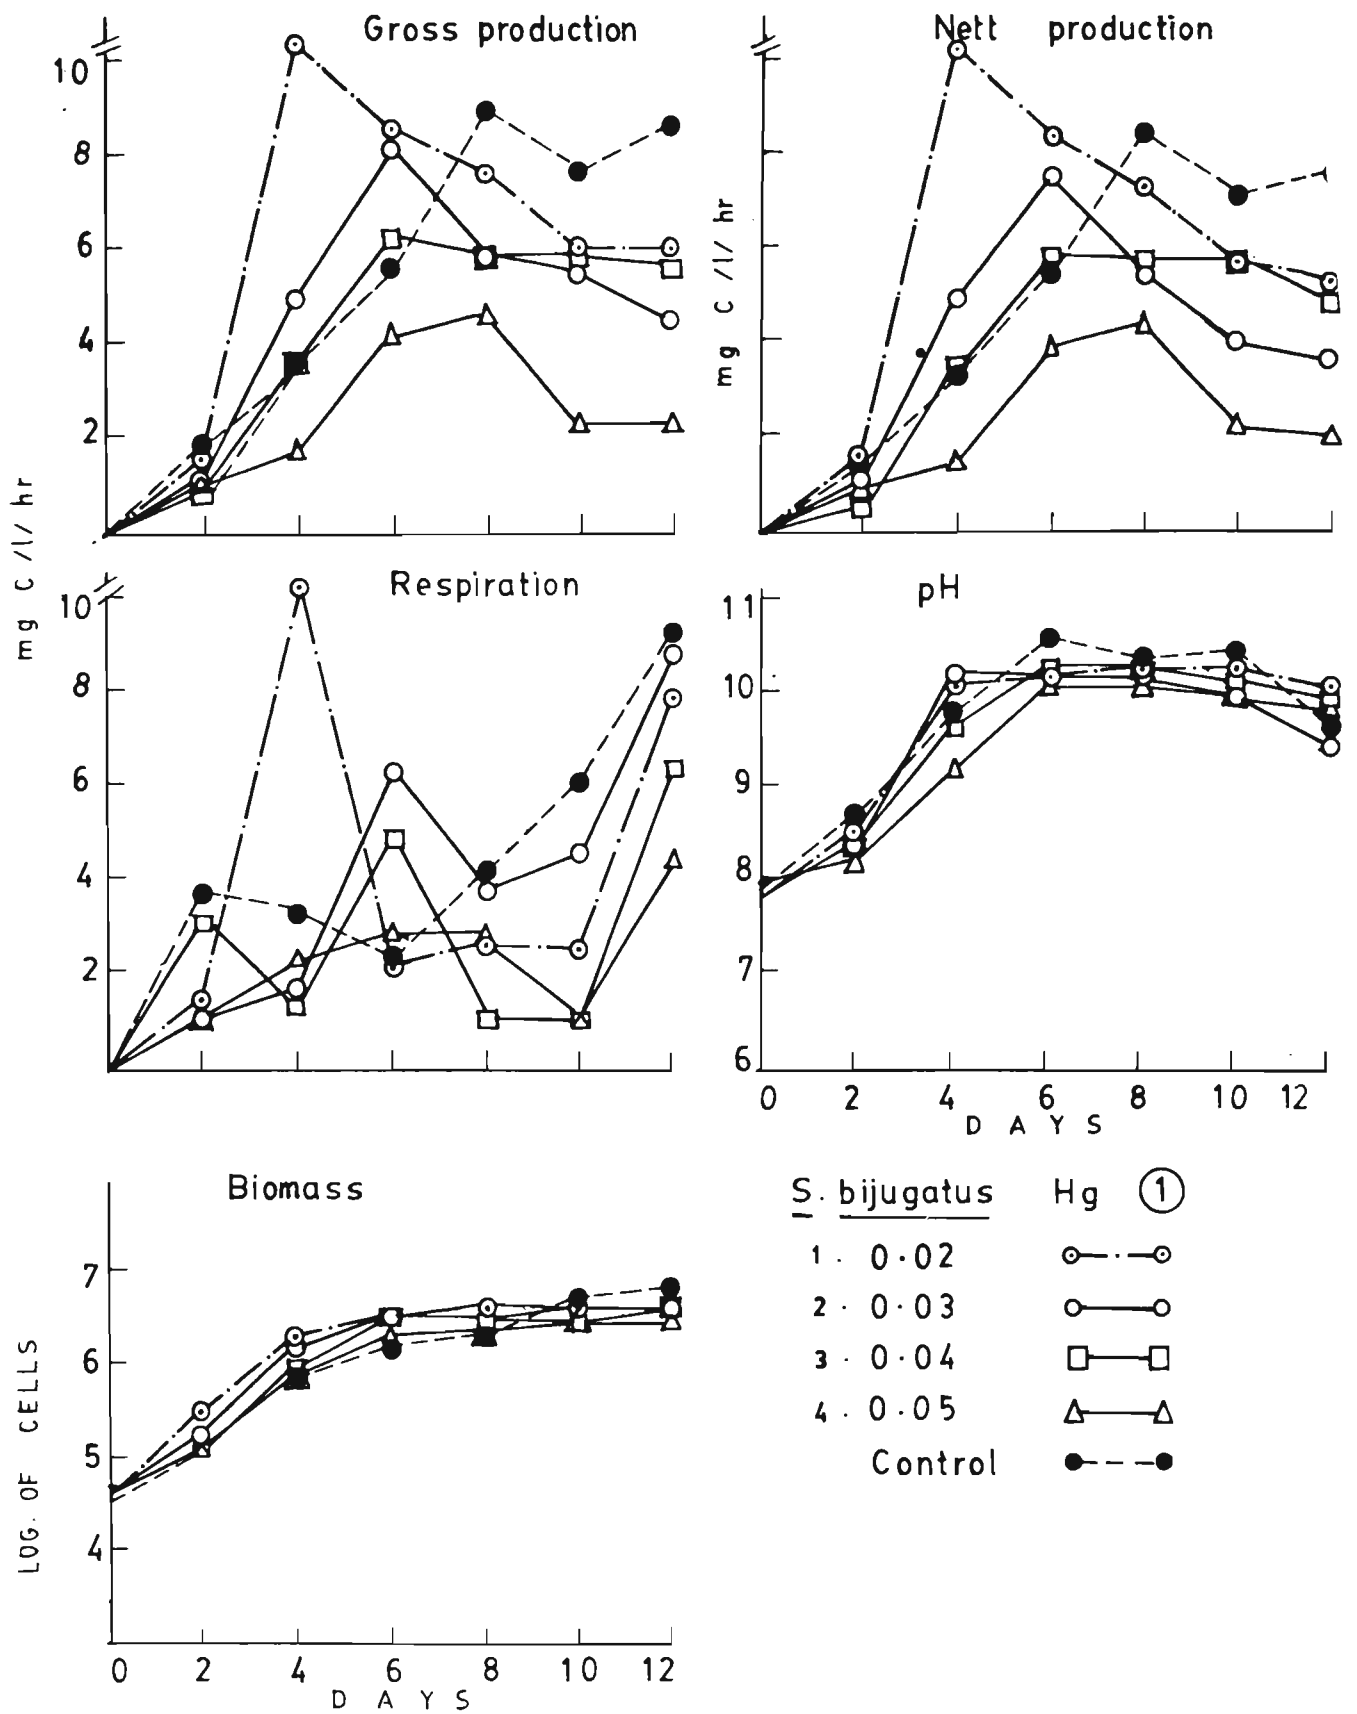 Gross production
10
8
6
4
2
mg C /l/ hr
Nett production
mg C /l/ hr
Respiration
10
8
6
4
2
pH
11
10
9
8
7
6
0 2 4 6 8 10 12
D A Y S
Biomass
7
6
5
4
LOG. OF CELLS
0 2 4 6 8 10 12
D A Y S
S. bijugatus Hg 1
1. 0.02
2. 0.03
3. 0.04
4. 0.05
Control